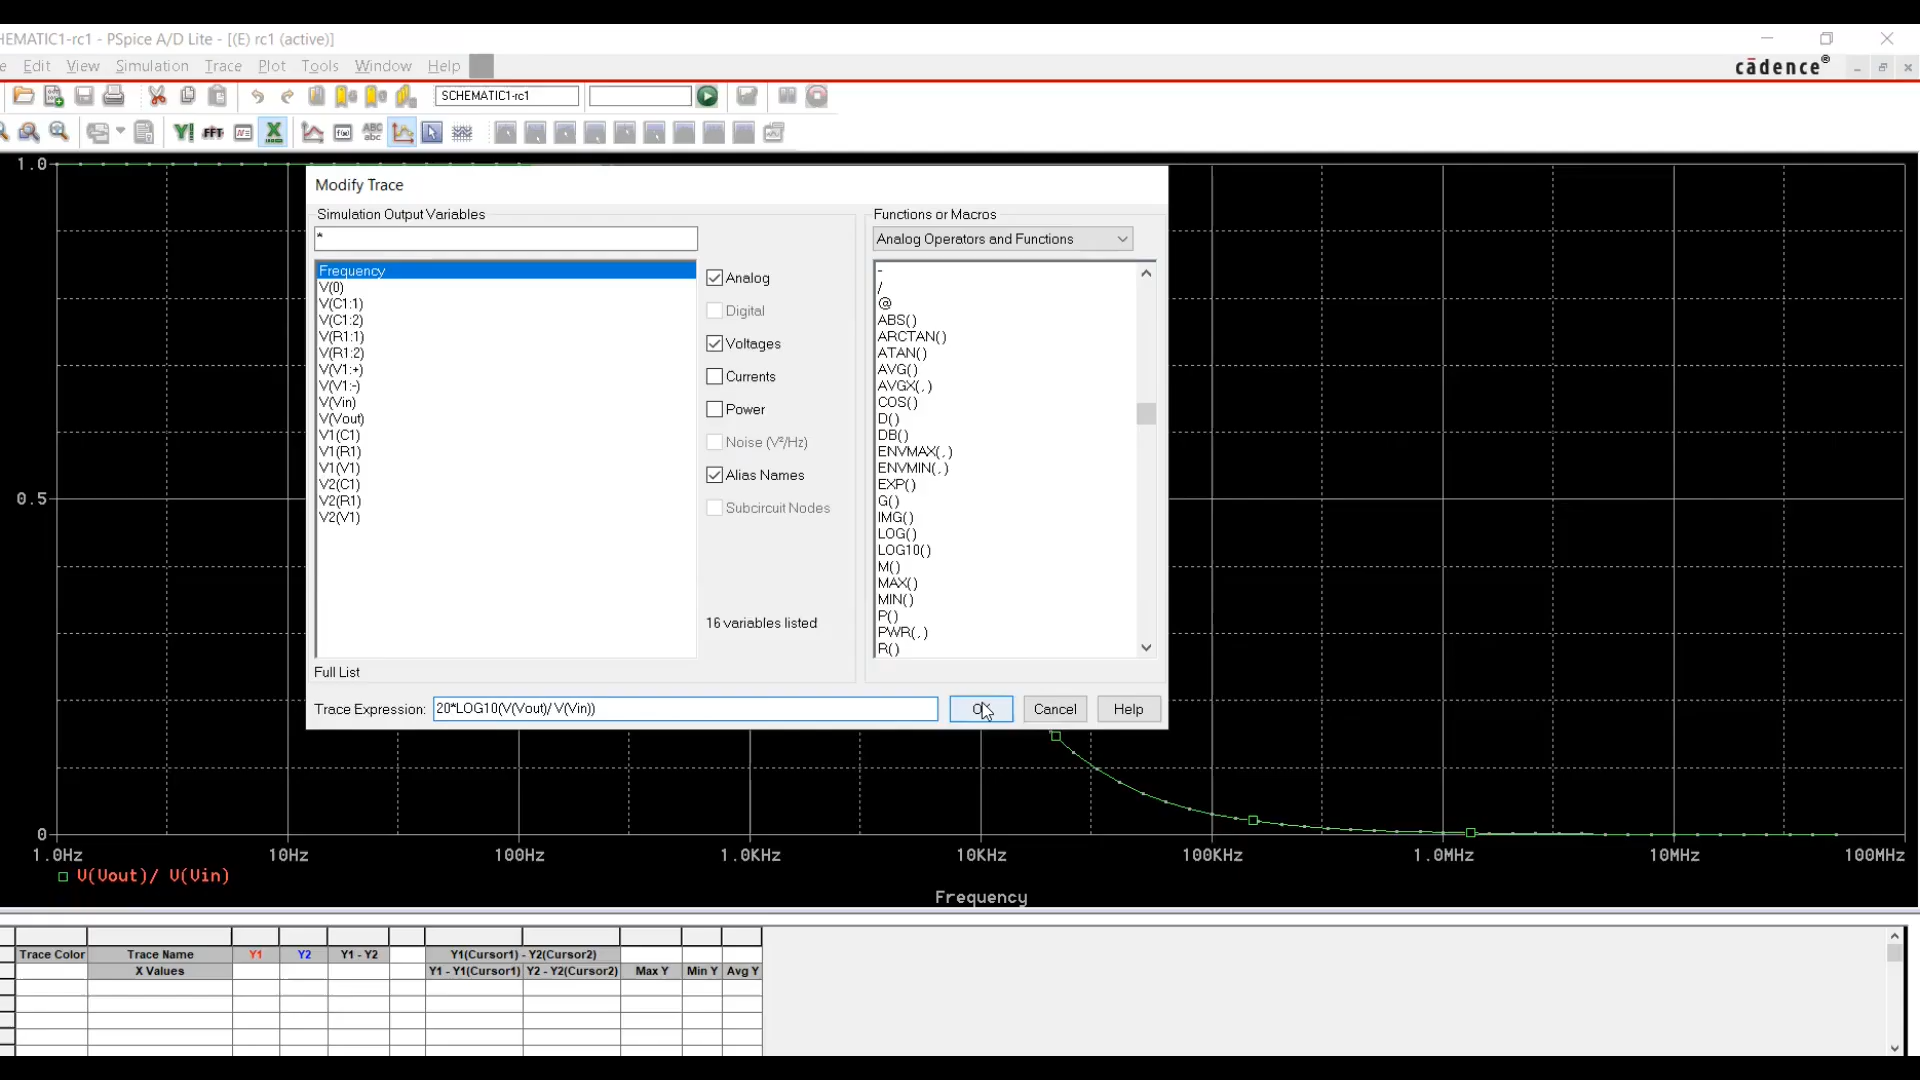 HEMATIC1-rc1 - PSpice A/D Lite - [(E) rc1 (active)]
e Edit View Simulation Trace Plot Tools Window Help
cādence®
SCHEMATIC1-rc1
FFT
ABC
abc
Modify Trace
Simulation Output Variables
*
Frequency
V(0)
V(C1:1)
V(C1:2)
V(R1:1)
V(R1:2)
V(V1:+)
V(V1:-)
V(Vin)
V(Vout)
V1(C1)
V1(R1)
V1(V1)
V2(C1)
V2(R1)
V2(V1)
Analog
Digital
Voltages
Currents
Power
Noise (V²/Hz)
Alias Names
Subcircuit Nodes
16 variables listed
Full List
Functions or Macros
Analog Operators and Functions
-
/
@
ABS()
ARCTAN()
ATAN()
AVG()
AVGX(,)
COS()
D()
DB()
ENVMAX(,)
ENVMIN(,)
EXP()
G()
IMG()
LOG()
LOG10()
M()
MAX()
MIN()
P()
PWR(,)
R()
Trace Expression: 20*LOG10(V(Vout)/ V(Vin))
Cancel
Help
1.0
0.5
0
1.0Hz 10Hz 100Hz 1.0KHz 10KHz 100KHz 1.0MHz 10MHz 100MHz
V(Vout)/ V(Vin)
Frequency
Trace Color Trace Name Y1 Y2 Y1 - Y2 Y1(Cursor1) - Y2(Cursor2)
X Values Y1 - Y1(Cursor1) Y2 - Y2(Cursor2) Max Y Min Y Avg Y